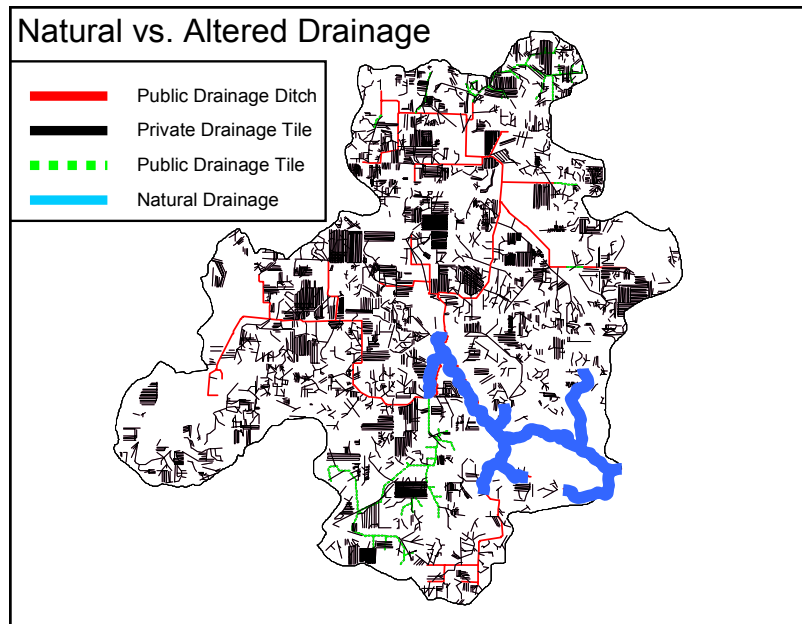 Natural vs. Altered Drainage
Public Drainage Ditch
Private Drainage Tile
Public Drainage Tile
Natural Drainage